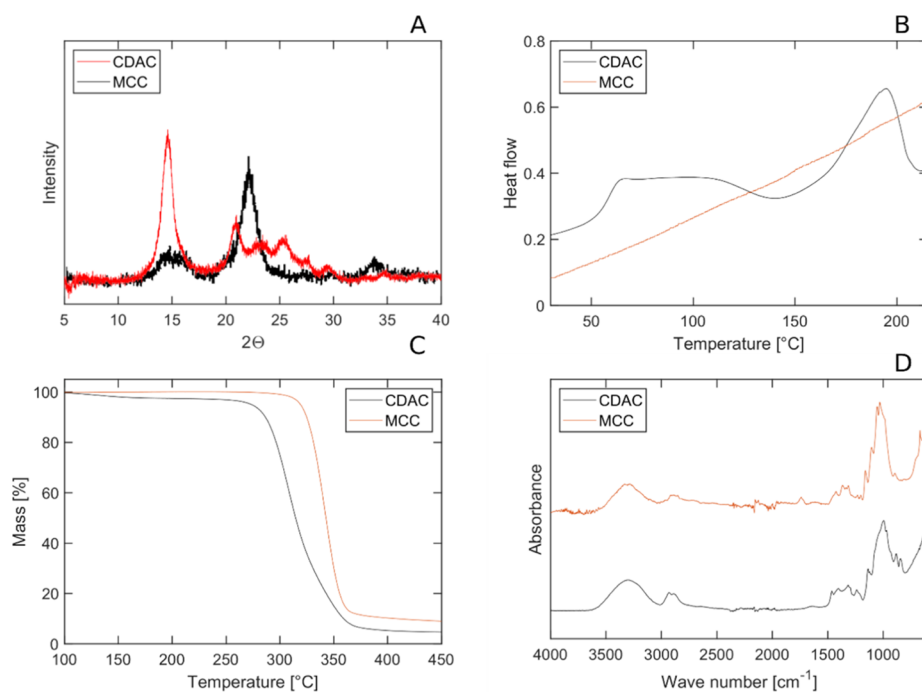 A
CDAC
MCC
Intensity
5 10 15 20 25 30 35 40
2Θ
B
0.8
0.6
0.4
0.2
0
CDAC
MCC
Heat flow
50 100 150 200
Temperature [°C]
C
100
80
60
40
20
0
CDAC
MCC
Mass [%]
100 150 200 250 300 350 400 450
Temperature [°C]
D
CDAC
MCC
Absorbance
4000 3500 3000 2500 2000 1500 1000
Wave number [cm⁻¹]